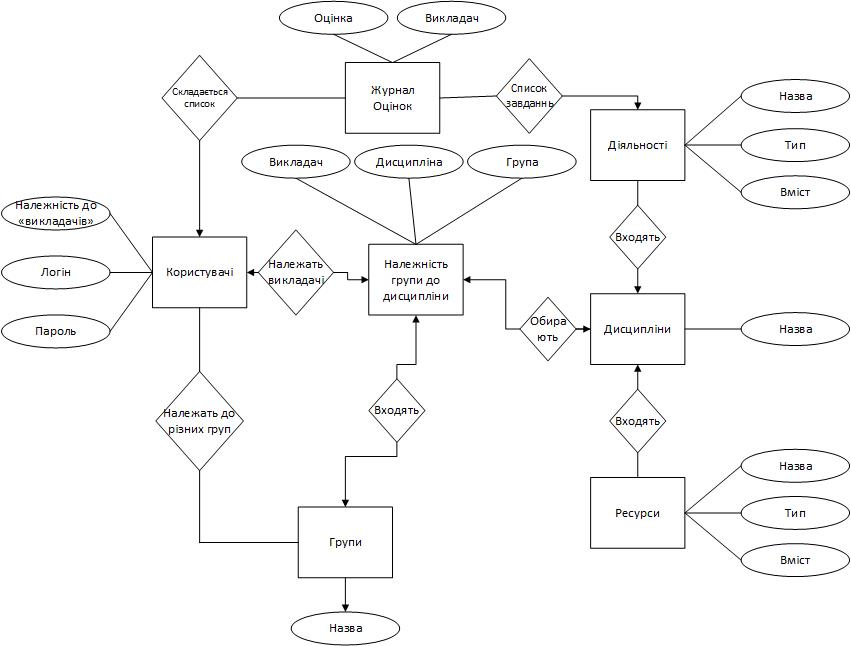 Оцінка
Викладач
Журнал
Оцінок
Складається
список
Список
завданнь
Назва
Тип
Вміст
Діяльності
Викладач
Дисципліна
Група
Належність до
«викладачів»
Логін
Пароль
Користувачі
Належать
викладачі
Належність
групи до
дисципліни
Входять
Обира
ють
Дисципліни
Назва
Належать до
різних груп
Входять
Входять
Групи
Назва
Ресурси
Назва
Тип
Вміст